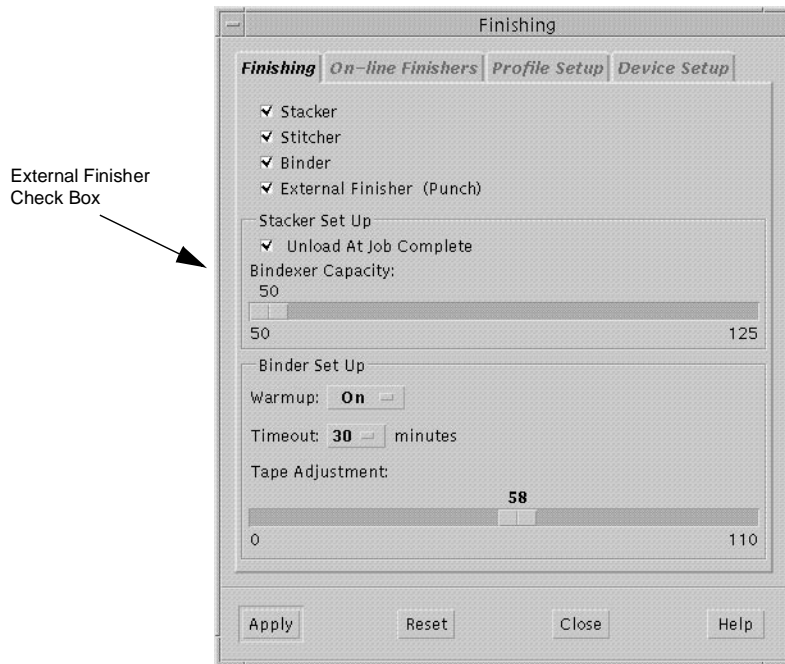 Finishing
Finishing On-line Finishers Profile Setup Device Setup
Stacker
Stitcher
Binder
External Finisher (Punch)
External Finisher
Check Box
Stacker Set Up
Unload At Job Complete
Bindexer Capacity:
50
50 125
Binder Set Up
Warmup: On
Timeout: 30 minutes
Tape Adjustment:
58
0 110
Apply Reset Close Help